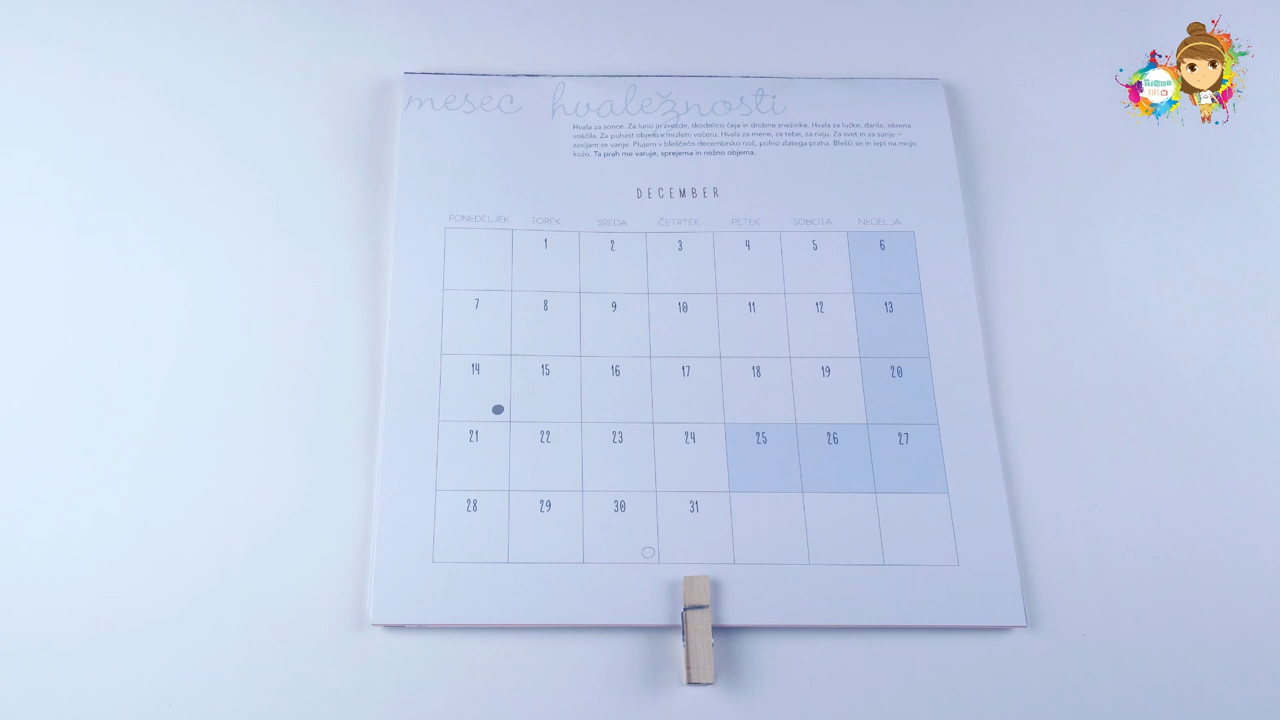 mesec hvaležnosti
Hvala za sonce. Za luno in zvezde, skodelico čaja in drobne snežinke. Hvala za lučke, darila, iskrena
voščila. Za puhast objem v mrzlem večeru. Hvala za mene, za tebe, za naju. Za svet in za sanje –
zavijam se vanje. Plujem v bleščečo decembrsko noč, polno zlatega praha. Blešči se in lepi na mojo
kožo. Ta prah me varuje, sprejema in nežno objema.
DECEMBER
PONEDELJEK TOREK SREDA ČETRTEK PETEK SOBOTA NEDELJA
1 2 3 4 5 6
7 8 9 10 11 12 13
14 15 16 17 18 19 20
21 22 23 24 25 26 27
28 29 30 31